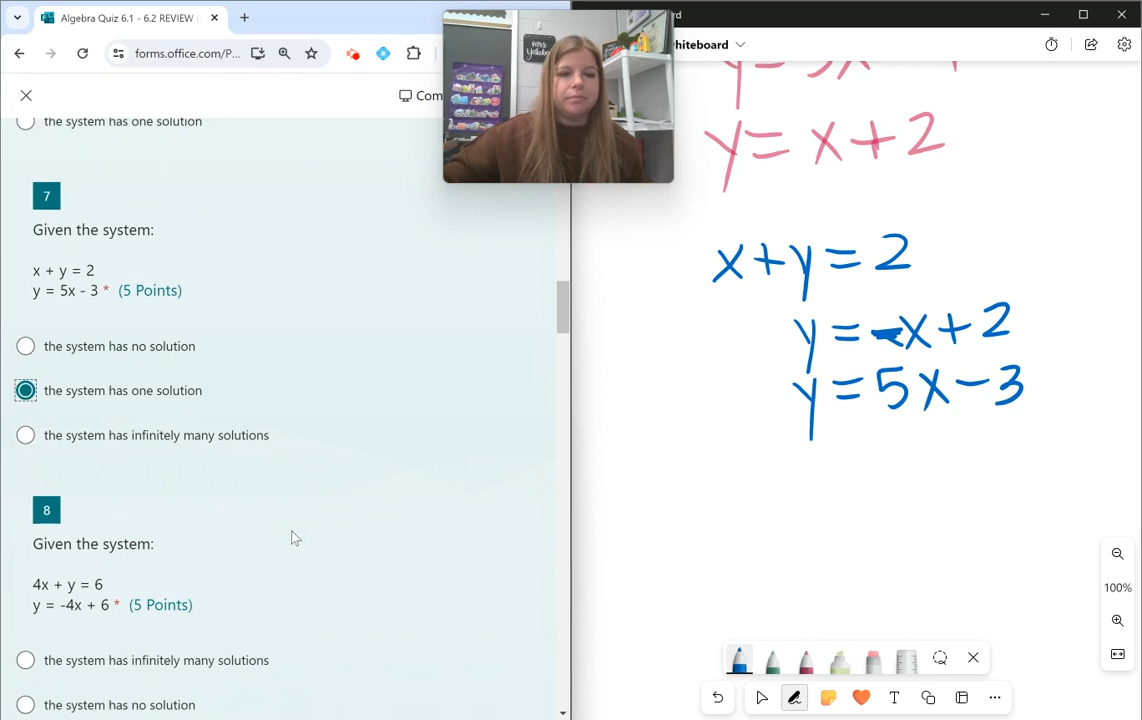 Algebra Quiz 6.1 - 6.2 REVIEW
forms.office.com/P...
Com
the system has one solution
7
Given the system:
x + y = 2
y = 5x - 3 * (5 Points)
the system has no solution
the system has one solution
the system has infinitely many solutions
8
Given the system:
4x + y = 6
y = -4x + 6 * (5 Points)
the system has infinitely many solutions
the system has no solution
rd
hiteboard
y = x + 2
x + y = 2
y = -x + 2
y = 5x - 3
100%
T